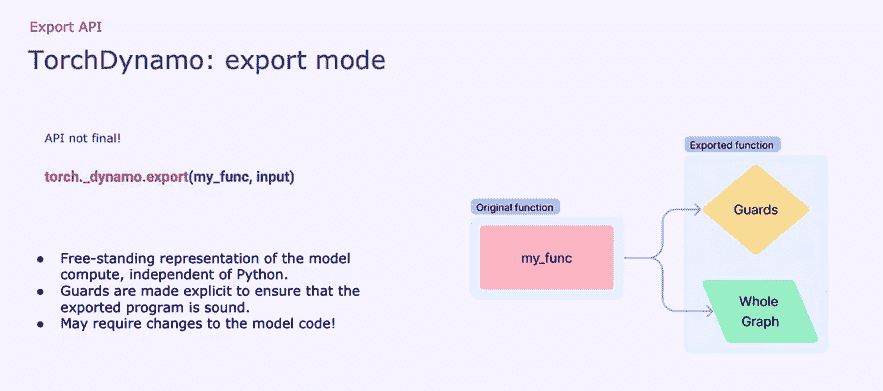 Export API
TorchDynamo: export mode
API not final!
torch._dynamo.export(my_func, input)
● Free-standing representation of the model
compute, independent of Python.
● Guards are made explicit to ensure that the
exported program is sound.
● May require changes to the model code!
Original function
my_func
Exported function
Guards
Whole
Graph